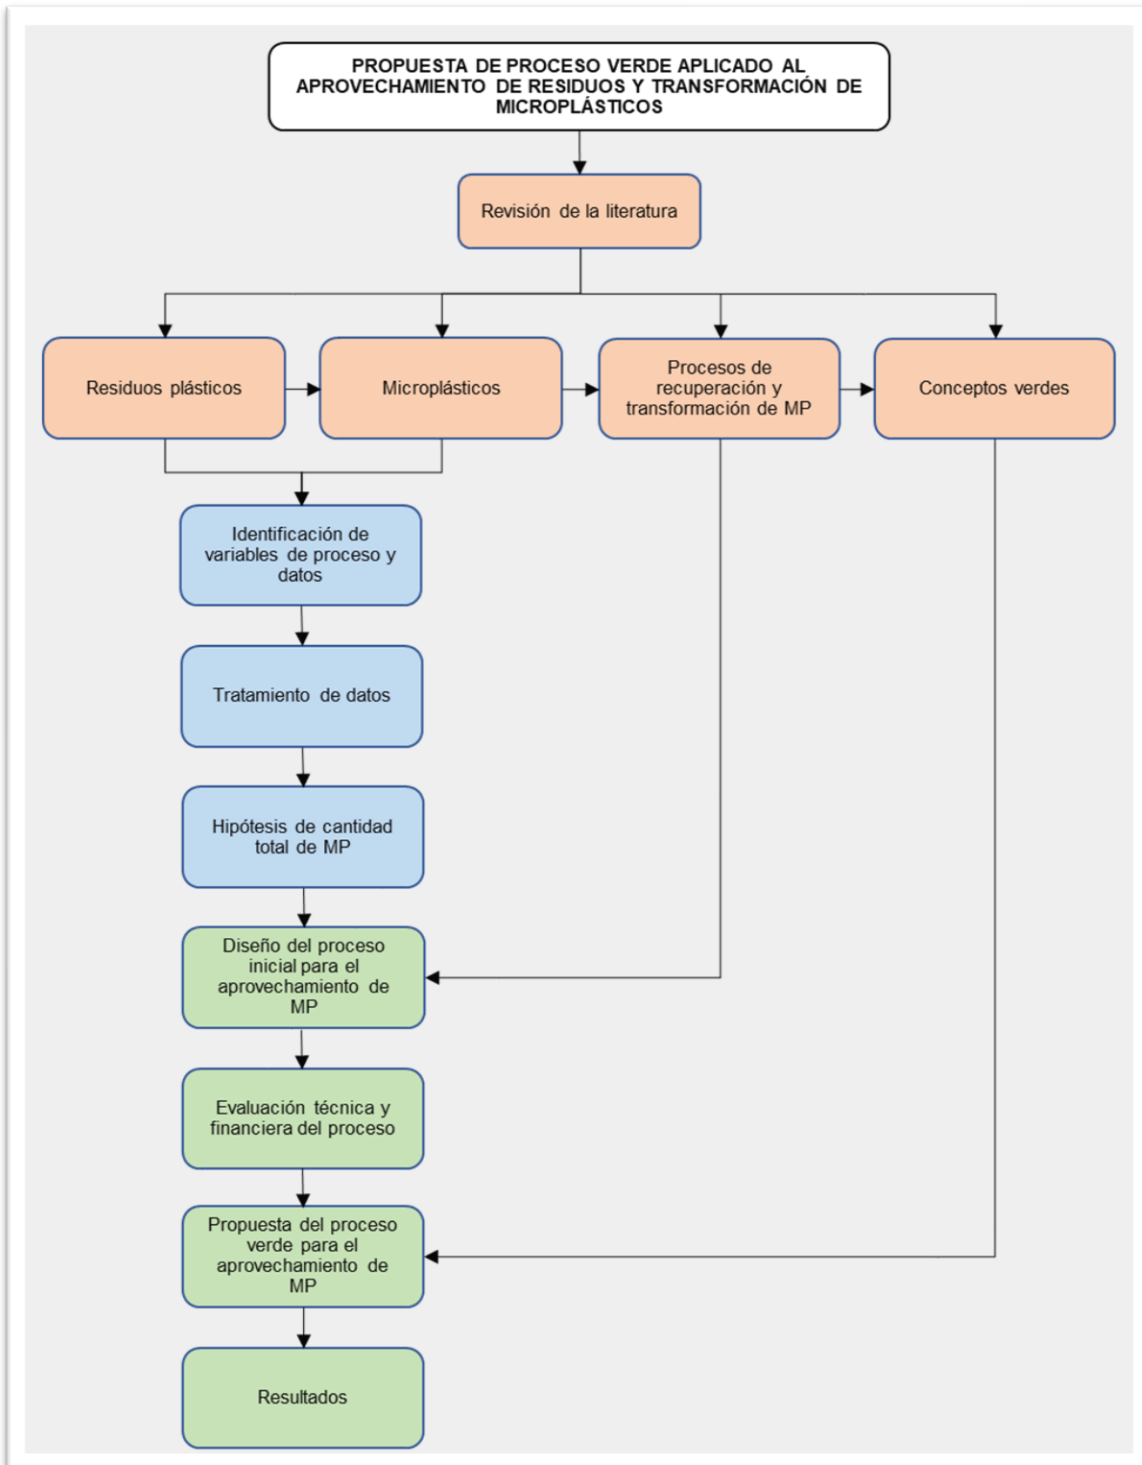 PROPUESTA DE PROCESO VERDE APLICADO AL
APROVECHAMIENTO DE RESIDUOS Y TRANSFORMACIÓN DE
MICROPLÁSTICOS
Revisión de la literatura
Residuos plásticos
Microplásticos
Procesos de
recuperación y
transformación de MP
Conceptos verdes
Identificación de
variables de proceso y
datos
Tratamiento de datos
Hipótesis de cantidad
total de MP
Diseño del proceso
inicial para el
aprovechamiento de
MP
Evaluación técnica y
financiera del proceso
Propuesta del proceso
verde para el
aprovechamiento de
MP
Resultados